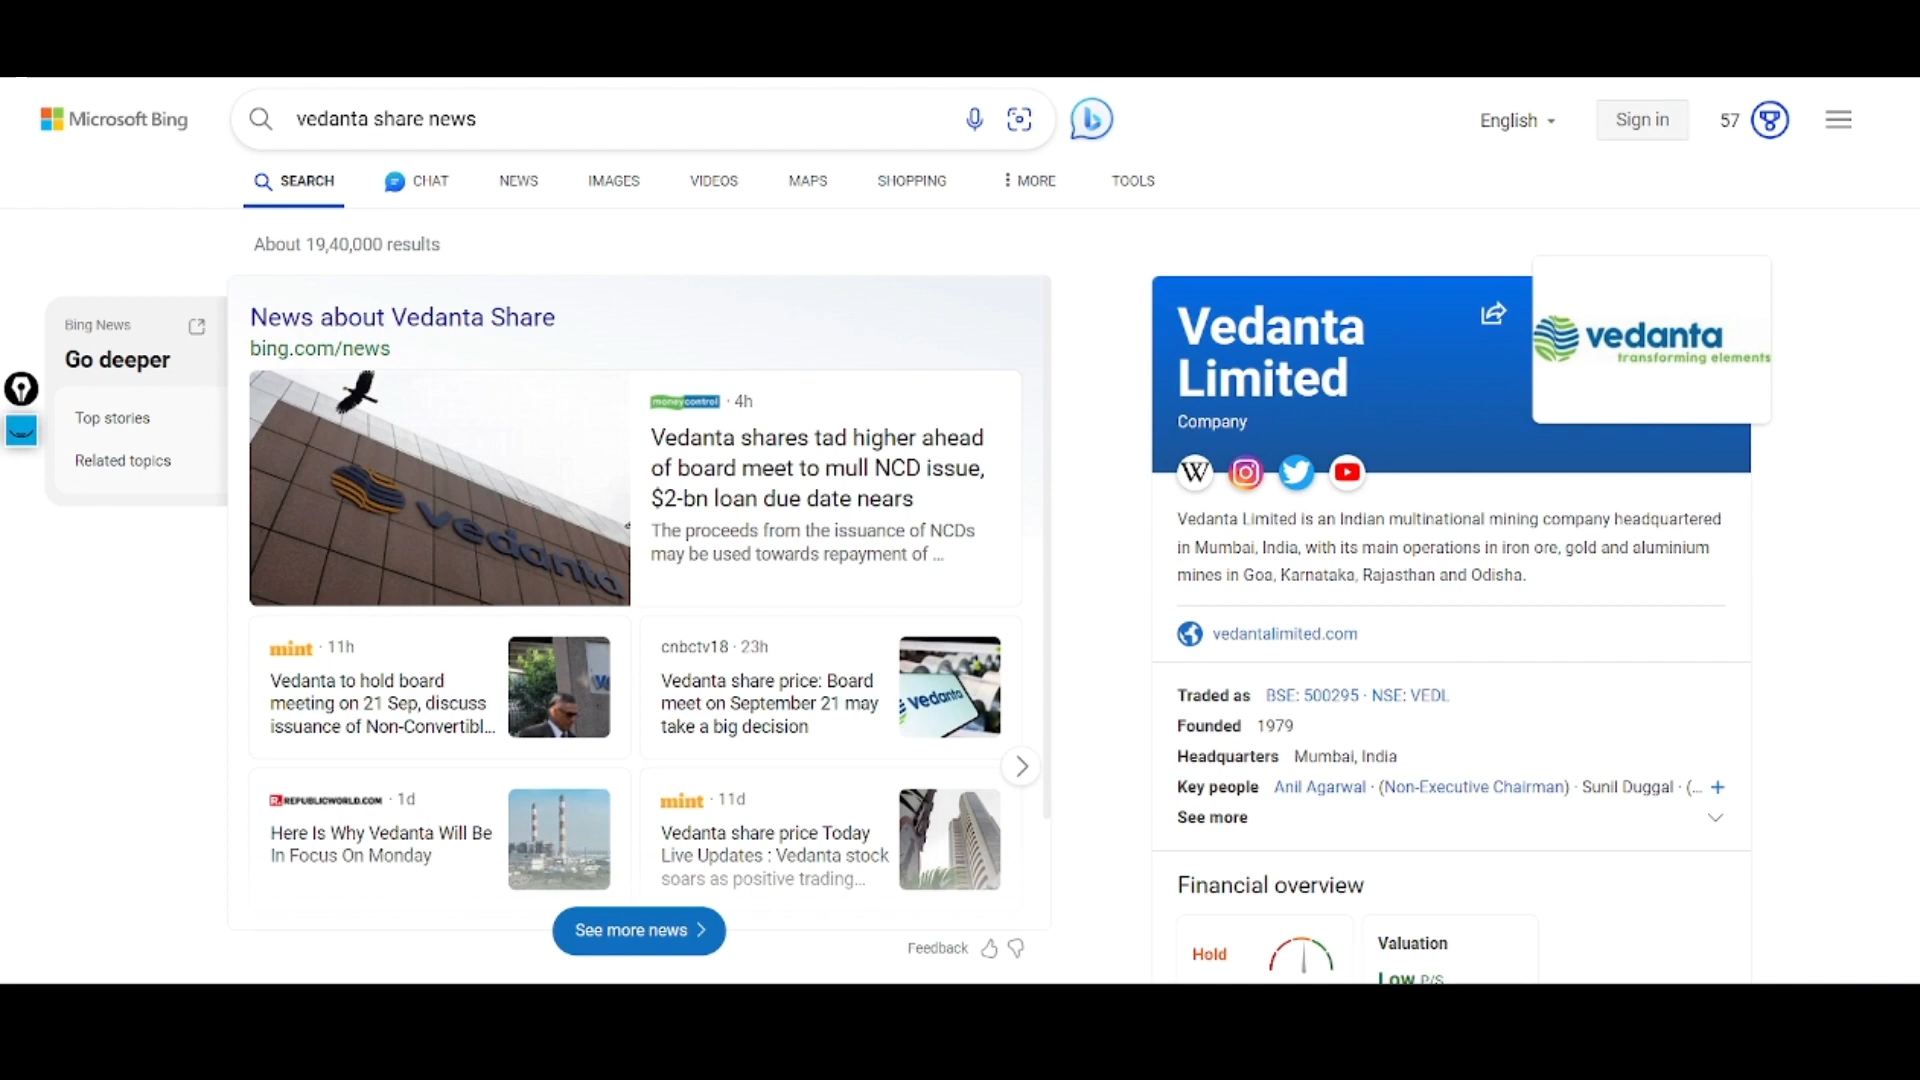 Microsoft Bing
vedanta share news
English
Sign in
57
SEARCH
CHAT
NEWS
IMAGES
VIDEOS
MAPS
SHOPPING
MORE
TOOLS
About 19,40,000 results
Bing News
Go deeper
Top stories
Related topics
News about Vedanta Share
bing.com/news
vedanta
moneycontrol · 4h
Vedanta shares tad higher ahead
of board meet to mull NCD issue,
$2-bn loan due date nears
The proceeds from the issuance of NCDs
may be used towards repayment of ...
mint · 11h
Vedanta to hold board
meeting on 21 Sep, discuss
issuance of Non-Convertibl...
cnbctv18 · 23h
Vedanta share price: Board
meet on September 21 may
take a big decision
vedanta
REPUBLICWORLD.COM · 1d
Here Is Why Vedanta Will Be
In Focus On Monday
mint · 11d
Vedanta share price Today
Live Updates : Vedanta stock
soars as positive trading...
See more news
Feedback
Vedanta
Limited
Company
vedanta
transforming elements
W
Vedanta Limited is an Indian multinational mining company headquartered
in Mumbai, India, with its main operations in iron ore, gold and aluminium
mines in Goa, Karnataka, Rajasthan and Odisha.
vedantalimited.com
Traded as BSE: 500295 · NSE: VEDL
Founded 1979
Headquarters Mumbai, India
Key people Anil Agarwal · (Non-Executive Chairman) · Sunil Duggal · (...
See more
Financial overview
Hold
Valuation
Low P/S